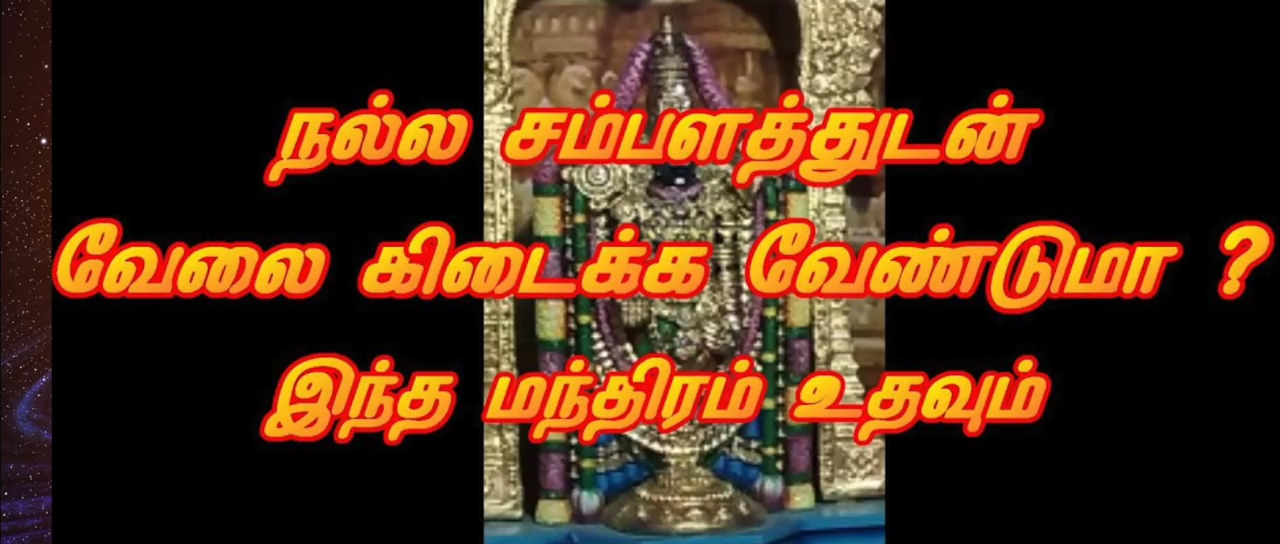 நல்ல சம்பளத்துடன்
வேலை கிடைக்க வேண்டுமா ?
இந்த மந்திரம் உதவும்